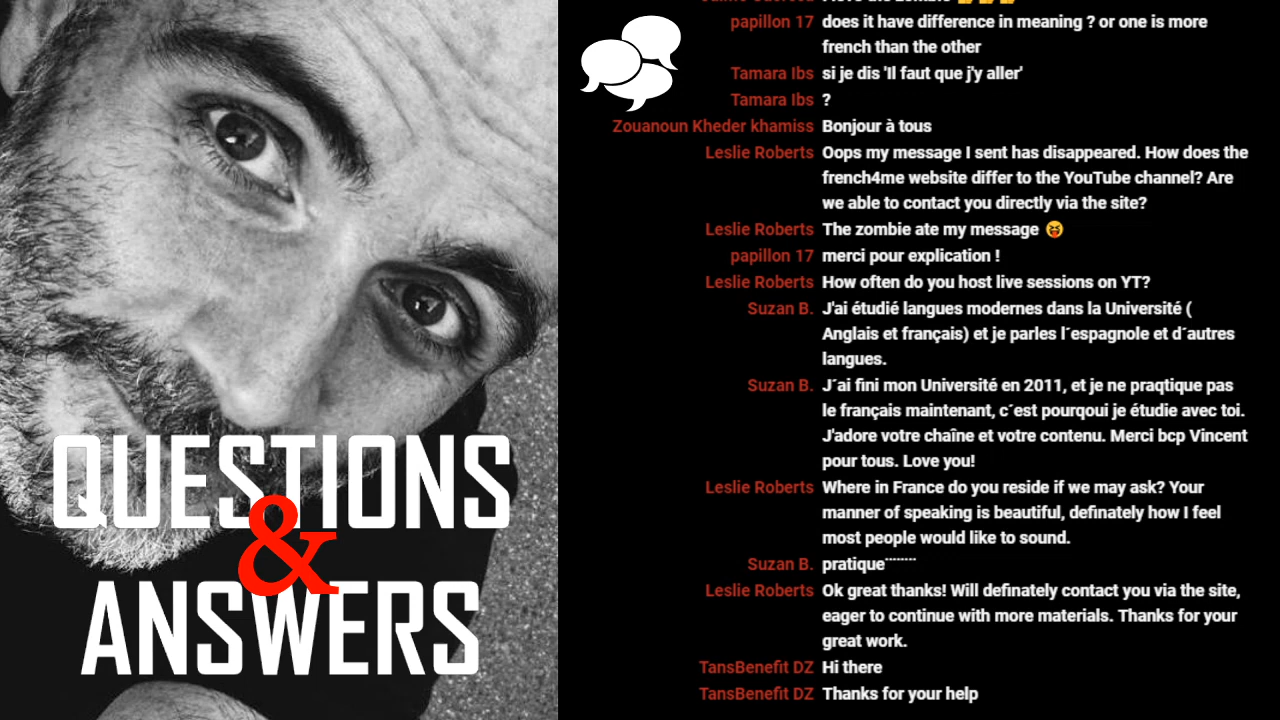 QUESTIONS
&
ANSWERS
papillon 17 does it have difference in meaning ? or one is more
french than the other
Tamara Ibs si je dis 'Il faut que j'y aller'
Tamara Ibs ?
Zouanoun Kheder khamiss Bonjour à tous
Leslie Roberts Oops my message I sent has disappeared. How does the
french4me website differ to the YouTube channel? Are
we able to contact you directly via the site?
Leslie Roberts The zombie ate my message 😝
papillon 17 merci pour explication !
Leslie Roberts How often do you host live sessions on YT?
Suzan B. J'ai étudié langues modernes dans la Université (
Anglais et français) et je parles l´espagnole et d´autres
langues.
Suzan B. J´ai fini mon Université en 2011, et je ne praqtique pas
le français maintenant, c´est pourqoui je étudie avec toi.
J'adore votre chaîne et votre contenu. Merci bcp Vincent
pour tous. Love you!
Leslie Roberts Where in France do you reside if we may ask? Your
manner of speaking is beautiful, definately how I feel
most people would like to sound.
Suzan B. pratique¨¨¨¨
Leslie Roberts Ok great thanks! Will definately contact you via the site,
eager to continue with more materials. Thanks for your
great work.
TansBenefit DZ Hi there
TansBenefit DZ Thanks for your help